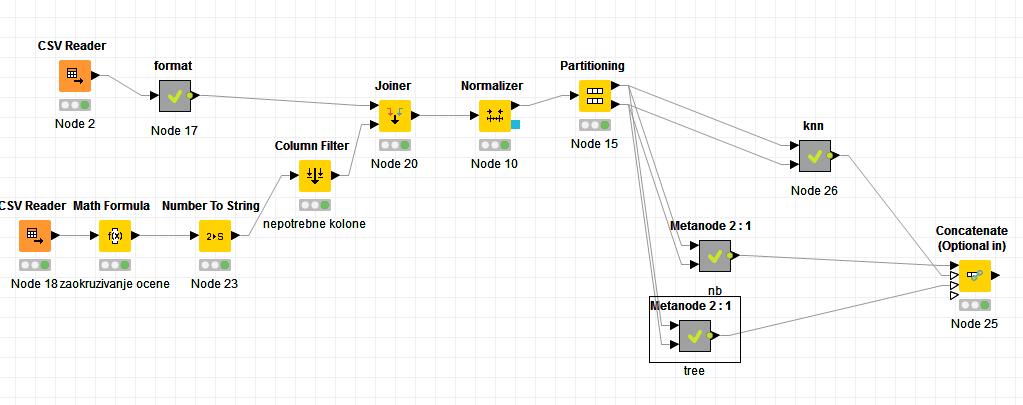 CSV Reader
Node 2
format
Node 17
Joiner
Node 20
Normalizer
Node 10
Partitioning
Node 15
knn
Node 26
Column Filter
nepotrebne kolone
CSV Reader
Node 18
Math Formula
f(x)
zaokruzivanje ocene
Number To String
2▸S
Node 23
Metanode 2 : 1
nb
Metanode 2 : 1
tree
Concatenate
(Optional in)
Node 25